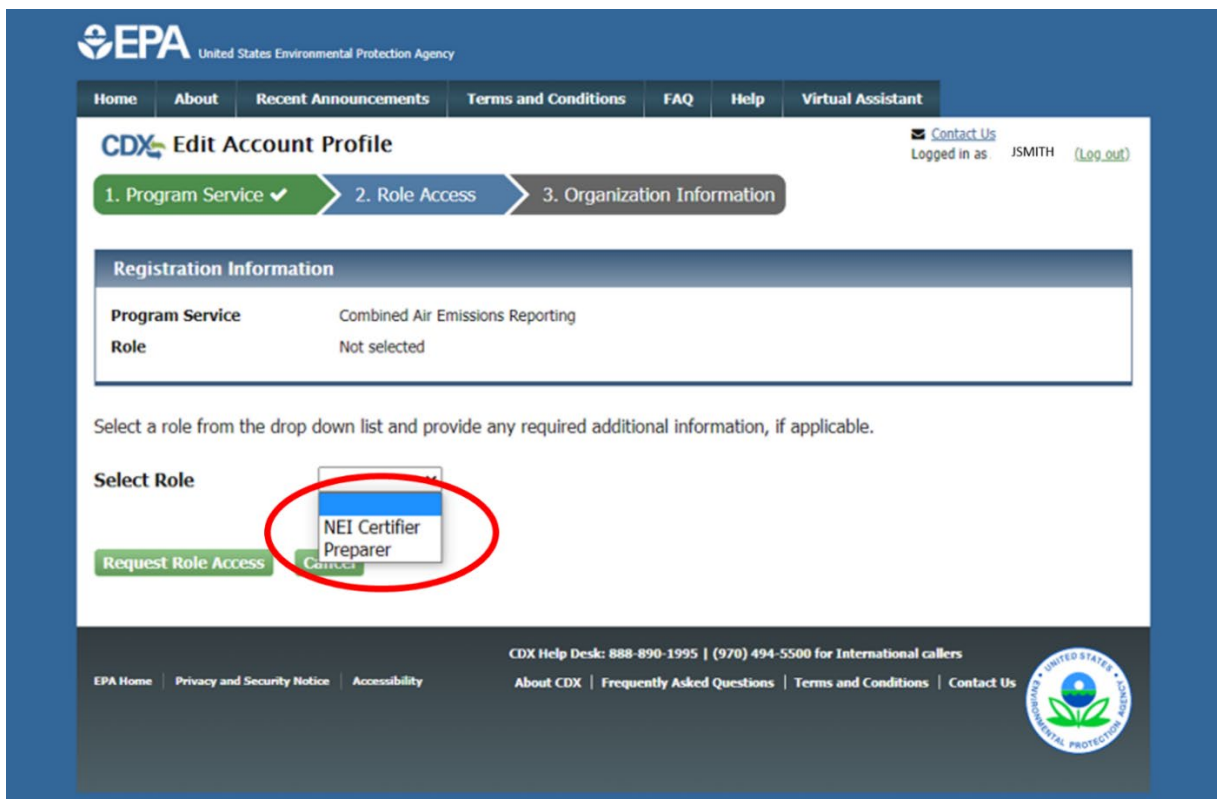 EPA United States Environmental Protection Agency
Home About Recent Announcements Terms and Conditions FAQ Help Virtual Assistant
CDX Edit Account Profile
Contact Us
Logged in as JSMITH (Log out)
1. Program Service ✔ 2. Role Access 3. Organization Information
Registration Information
Program Service Combined Air Emissions Reporting
Role Not selected
Select a role from the drop down list and provide any required additional information, if applicable.
Select Role
NEI Certifier
Preparer
Request Role Access Cancel
CDX Help Desk: 888-890-1995 | (970) 494-5500 for International callers
EPA Home | Privacy and Security Notice | Accessibility
About CDX | Frequently Asked Questions | Terms and Conditions | Contact Us
UNITED STATES
ENVIRONMENTAL PROTECTION AGENCY